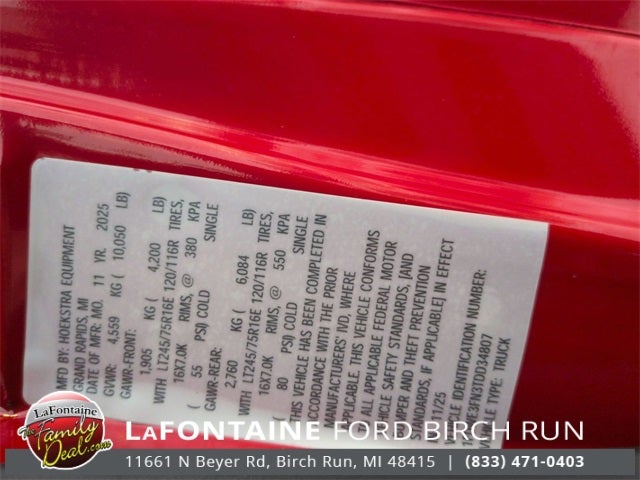 MFD BY: HOEKSTRA EQUIPMENT
GRAND RAPIDS, MI
DATE OF MFR: MO. 11 YR. 2025
GVWR: 4,559 KG ( 10,050 LB)
GAWR-FRONT:
1,905 KG ( 4,200 LB)
WITH LT245/75R16E 120/116R TIRES,
16X7.0K RIMS, @ 380 KPA
( 55 PSI) COLD SINGLE
GAWR-REAR:
2,760 KG ( 6,084 LB)
WITH LT245/75R16E 120/116R TIRES,
16X7.0K RIMS, @ 550 KPA
( 80 PSI) COLD SINGLE
THIS VEHICLE HAS BEEN COMPLETED IN
ACCORDANCE WITH THE PRIOR
MANUFACTURERS' IVD, WHERE
APPLICABLE. THIS VEHICLE CONFORMS
ALL APPLICABLE FEDERAL MOTOR
VEHICLE SAFETY STANDARDS, [AND
AND THEFT PREVENTION
STANDARDS, IF APPLICABLE] IN EFFECT
11/25
IDENTIFICATION NUMBER:
TYPE: TRUCK
LaFontaine
The Family
Deal.com
LAFONTAINE FORD BIRCH RUN
11661 N Beyer Rd, Birch Run, MI 48415 | (833) 471-0403